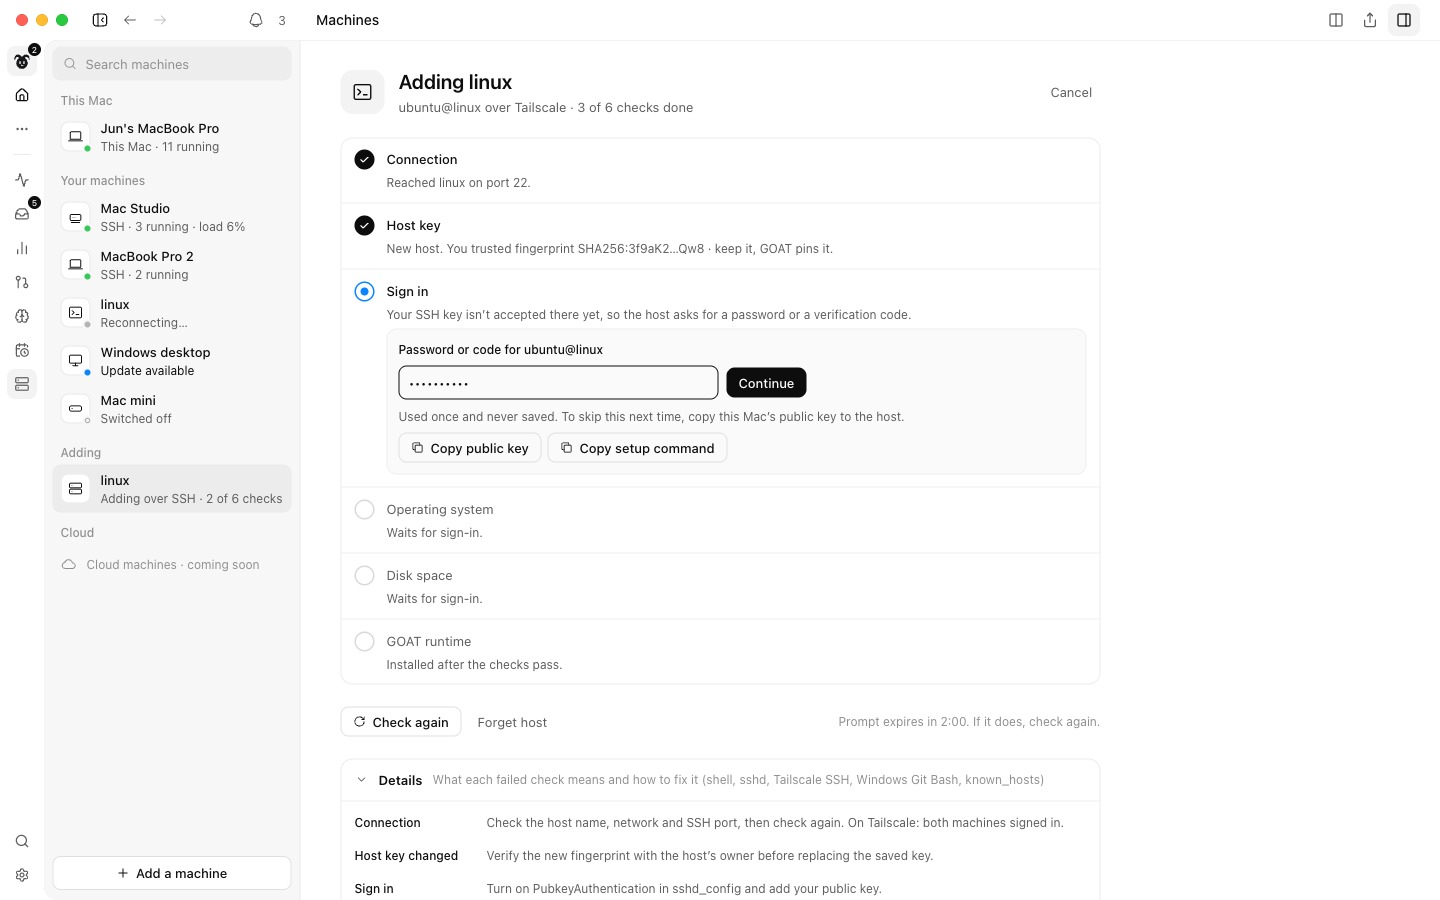 3
Machines
2
Search machines
This Mac
Jun's MacBook Pro
This Mac · 11 running
Your machines
Mac Studio
SSH · 3 running · load 6%
5
MacBook Pro 2
SSH · 2 running
linux
Reconnecting…
Windows desktop
Update available
Mac mini
Switched off
Adding
linux
Adding over SSH · 2 of 6 checks
Cloud
Cloud machines · coming soon
Add a machine
Adding linux
ubuntu@linux over Tailscale · 3 of 6 checks done
Cancel
Connection
Reached linux on port 22.
Host key
New host. You trusted fingerprint SHA256:3f9aK2…Qw8 · keep it, GOAT pins it.
Sign in
Your SSH key isn’t accepted there yet, so the host asks for a password or a verification code.
Password or code for ubuntu@linux
••••••••••
Continue
Used once and never saved. To skip this next time, copy this Mac’s public key to the host.
Copy public key
Copy setup command
Operating system
Waits for sign-in.
Disk space
Waits for sign-in.
GOAT runtime
Installed after the checks pass.
Check again
Forget host
Prompt expires in 2:00. If it does, check again.
Details What each failed check means and how to fix it (shell, sshd, Tailscale SSH, Windows Git Bash, known_hosts)
Connection Check the host name, network and SSH port, then check again. On Tailscale: both machines signed in.
Host key changed Verify the new fingerprint with the host’s owner before replacing the saved key.
Sign in Turn on PubkeyAuthentication in sshd_config and add your public key.